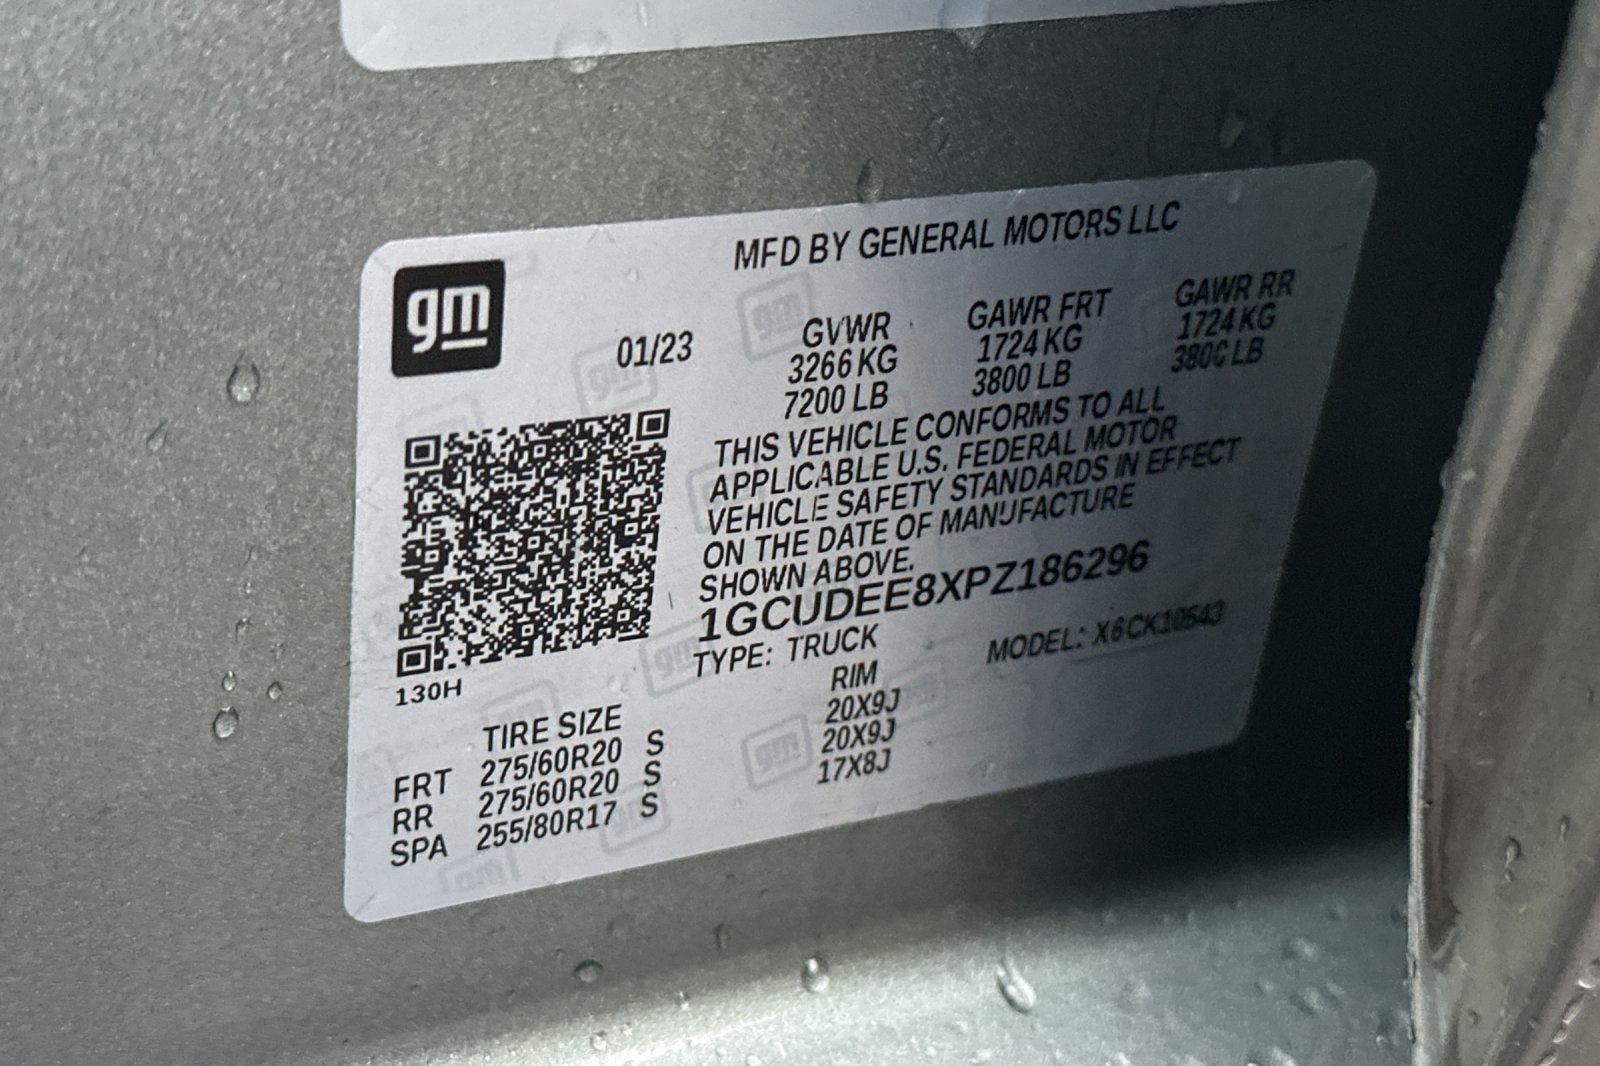 gm
MFD BY GENERAL MOTORS LLC
01/23
GVWR GAWR FRT GAWR RR
3266 KG 1724 KG 1724 KG
7200 LB 3800 LB 3800 LB
THIS VEHICLE CONFORMS TO ALL
APPLICABLE U.S. FEDERAL MOTOR
VEHICLE SAFETY STANDARDS IN EFFECT
ON THE DATE OF MANUFACTURE
SHOWN ABOVE.
1GCUDEE8XPZ186296
TYPE: TRUCK MODEL: X6CK10543
130H
TIRE SIZE RIM
FRT 275/60R20 S 20X9J
RR 275/60R20 S 20X9J
SPA 255/80R17 S 17X8J